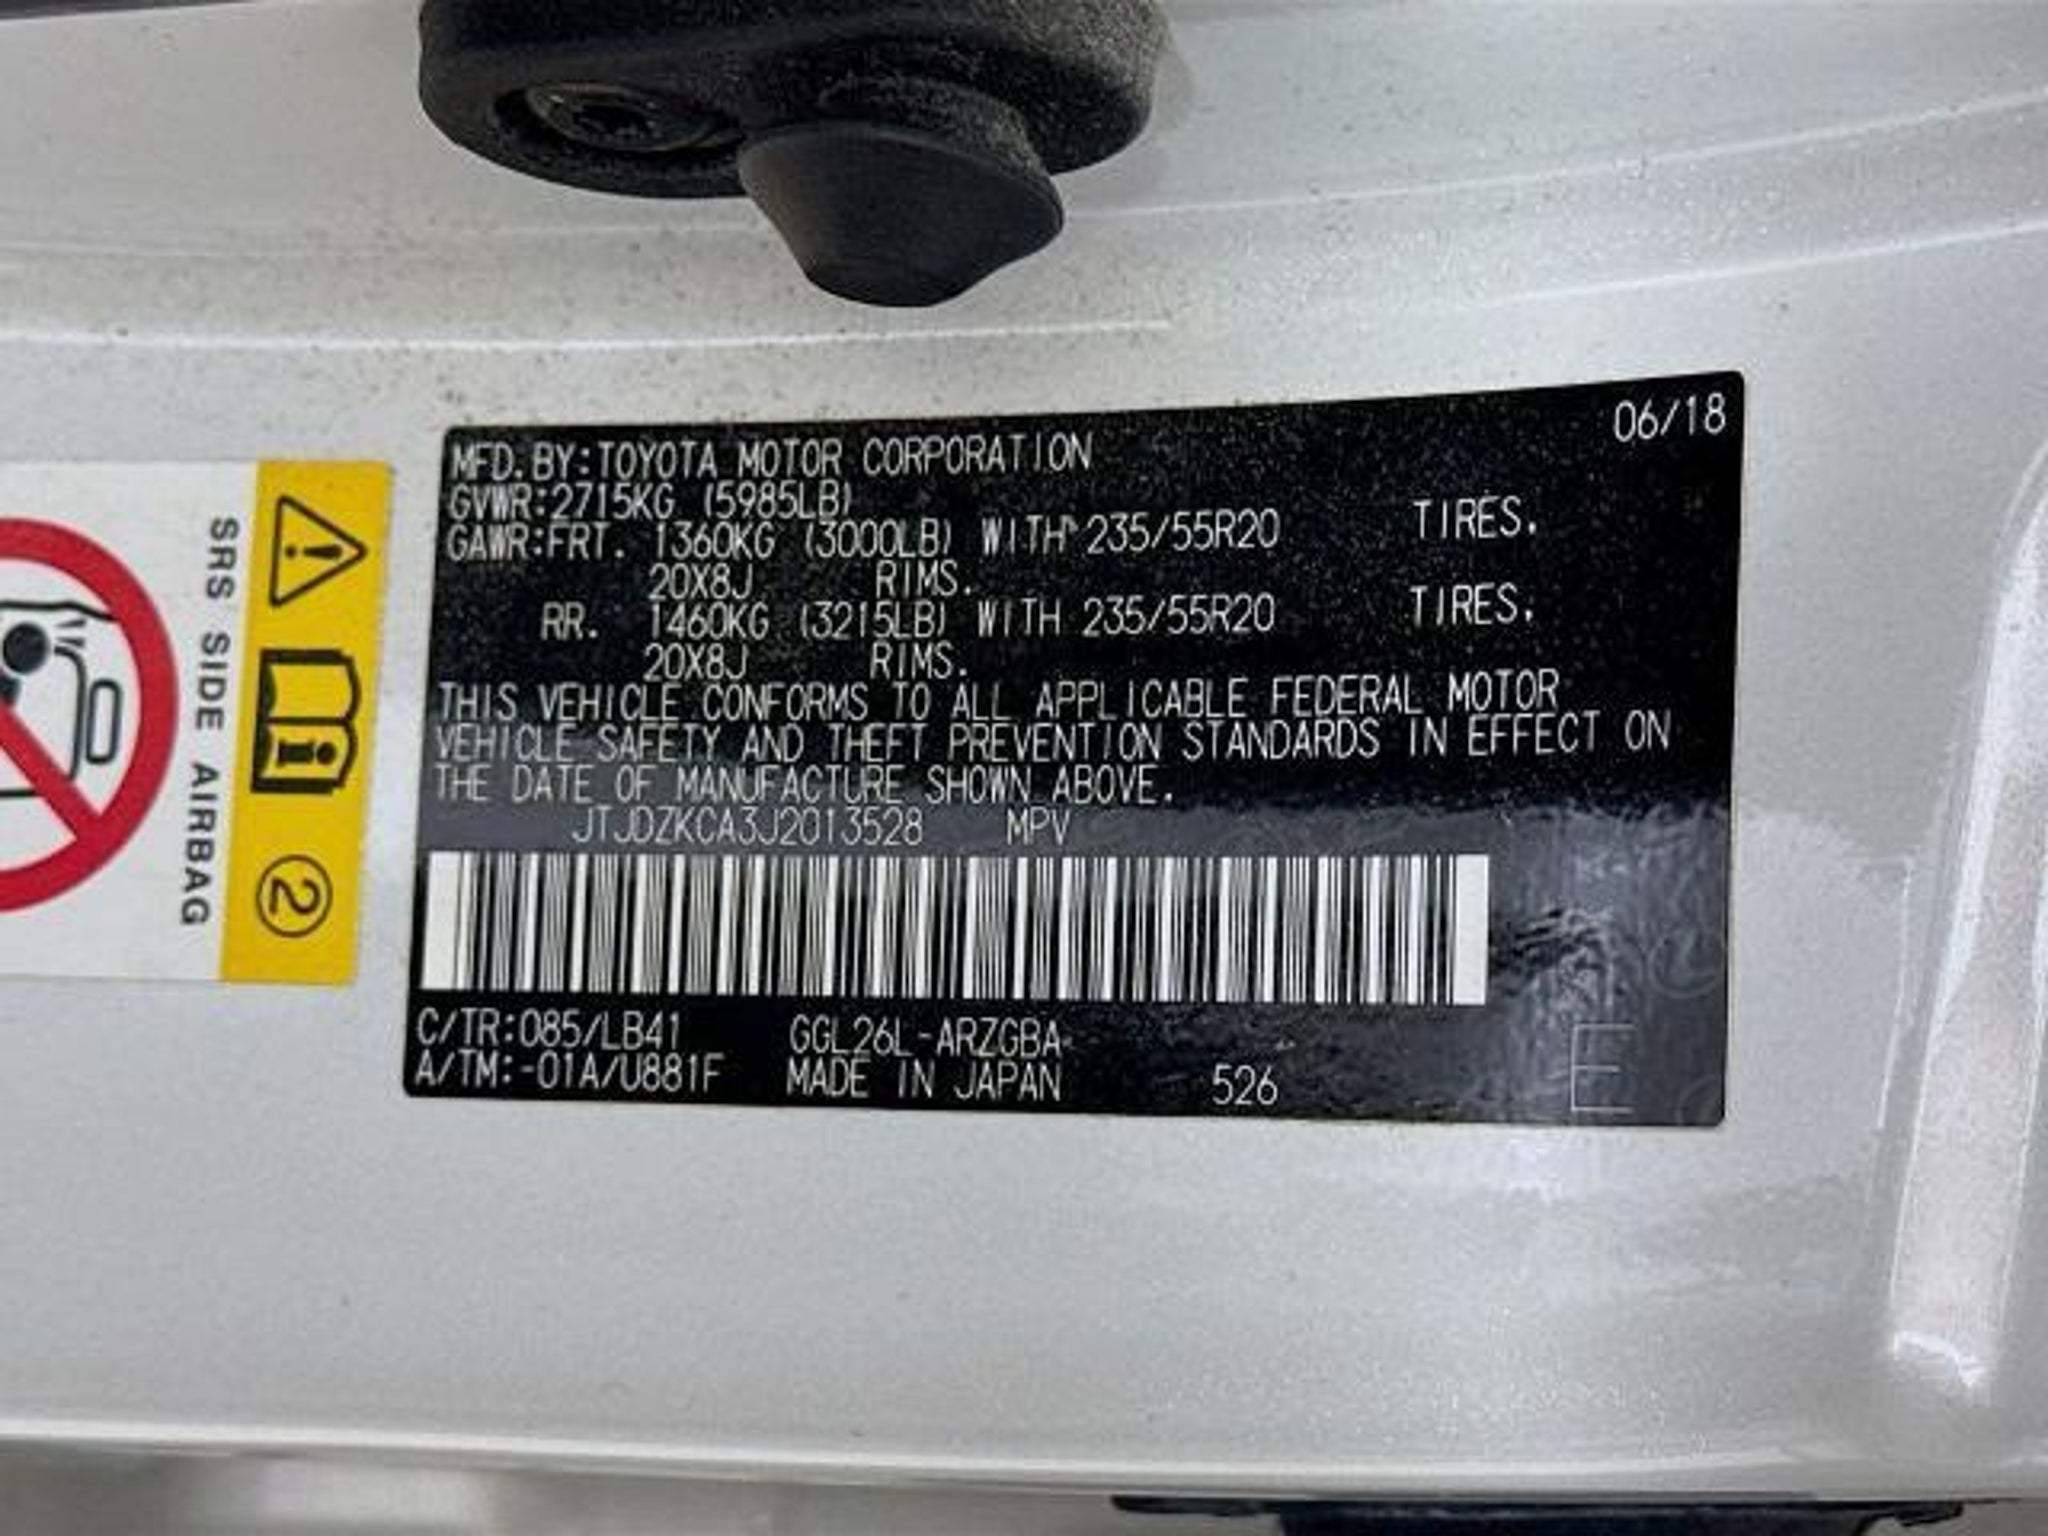 06/18
MFD.BY:TOYOTA MOTOR CORPORATION
GVWR:2715KG (5985LB)
GAWR:FRT. 1360KG (3000LB) WITH 235/55R20 TIRES.
20X8J RIMS.
RR. 1460KG (3215LB) WITH 235/55R20 TIRES.
20X8J RIMS.
THIS VEHICLE CONFORMS TO ALL APPLICABLE FEDERAL MOTOR
VEHICLE SAFETY AND THEFT PREVENTION STANDARDS IN EFFECT ON
THE DATE OF MANUFACTURE SHOWN ABOVE.
JTJDZKCA3J2013528 MPV
C/TR:085/LB41 GGL26L-ARZGBA
A/TM:-01A/U881F MADE IN JAPAN 526
E
SRS SIDE AIRBAG
2